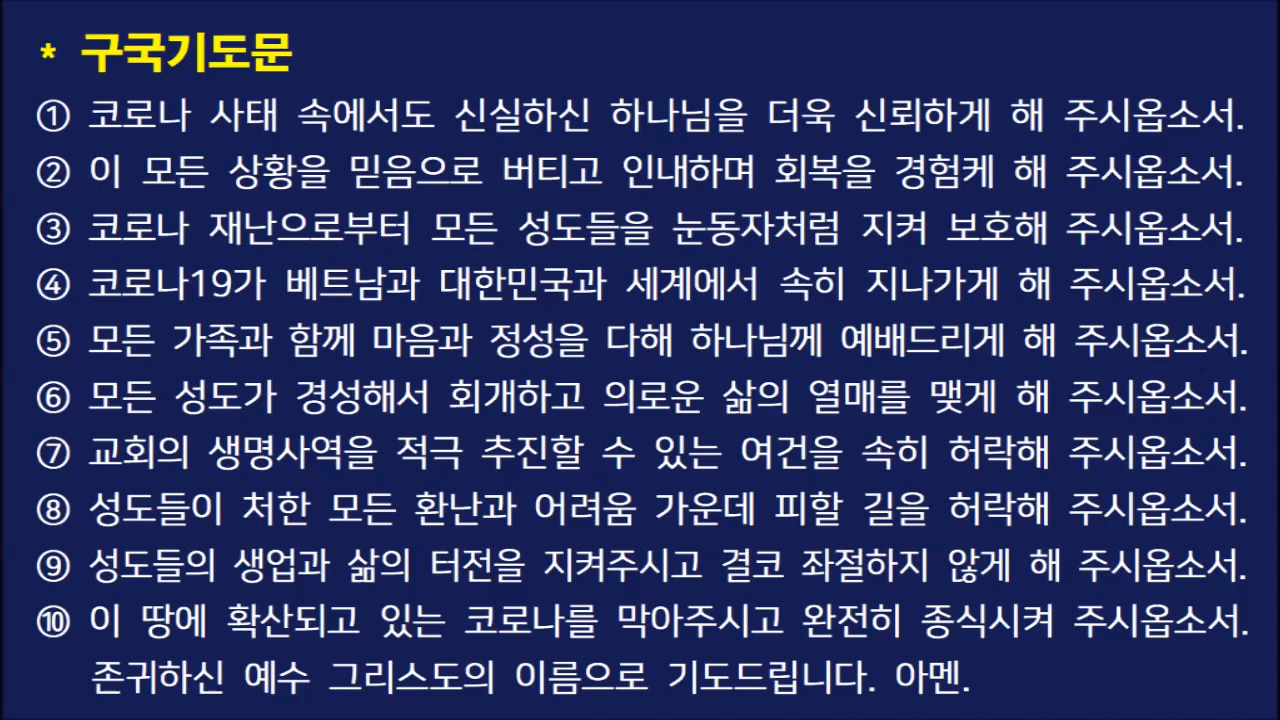 * 구국기도문
① 코로나 사태 속에서도 신실하신 하나님을 더욱 신뢰하게 해 주시옵소서.
② 이 모든 상황을 믿음으로 버티고 인내하며 회복을 경험케 해 주시옵소서.
③ 코로나 재난으로부터 모든 성도들을 눈동자처럼 지켜 보호해 주시옵소서.
④ 코로나19가 베트남과 대한민국과 세계에서 속히 지나가게 해 주시옵소서.
⑤ 모든 가족과 함께 마음과 정성을 다해 하나님께 예배드리게 해 주시옵소서.
⑥ 모든 성도가 경성해서 회개하고 의로운 삶의 열매를 맺게 해 주시옵소서.
⑦ 교회의 생명사역을 적극 추진할 수 있는 여건을 속히 허락해 주시옵소서.
⑧ 성도들이 처한 모든 환난과 어려움 가운데 피할 길을 허락해 주시옵소서.
⑨ 성도들의 생업과 삶의 터전을 지켜주시고 결코 좌절하지 않게 해 주시옵소서.
⑩ 이 땅에 확산되고 있는 코로나를 막아주시고 완전히 종식시켜 주시옵소서.
존귀하신 예수 그리스도의 이름으로 기도드립니다. 아멘.